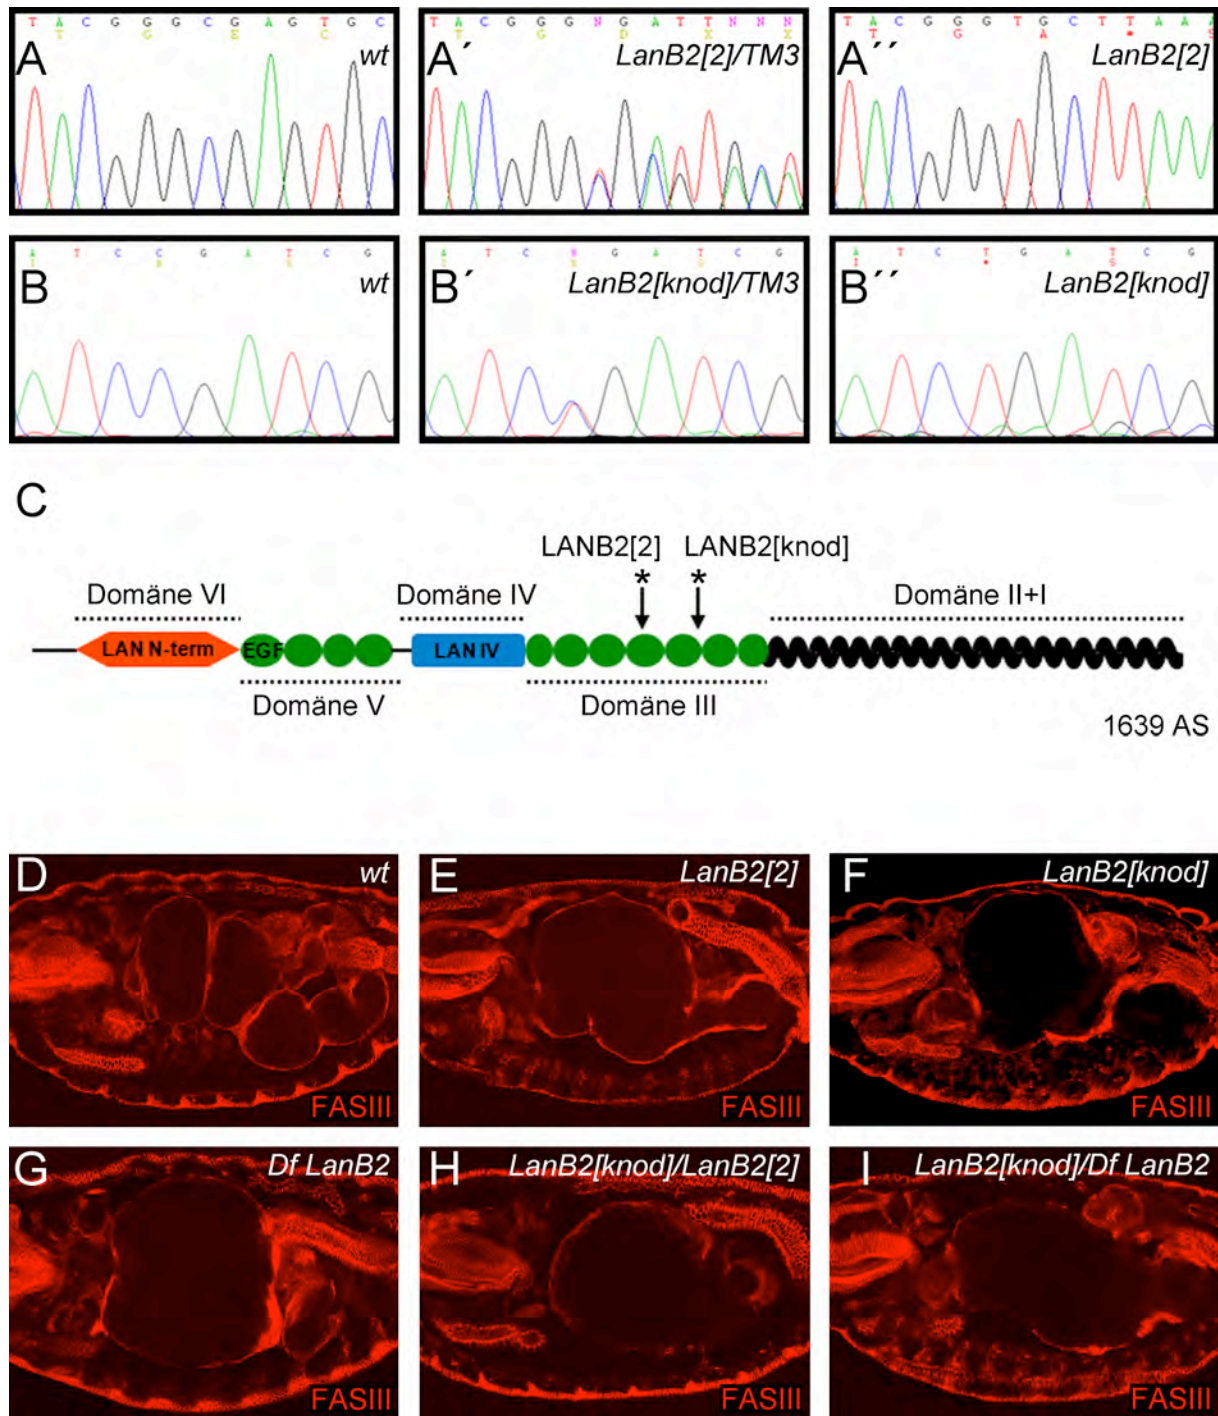 T A C G G G C G A G T G C
T G E C
A wt
T A C G G G N G A T T N N N
T G D X X
A´ LanB2[2]/TM3
T A C G G G T G C T T A A A
T G A * S
A´´ LanB2[2]
A T C C G A T C G
B wt
A T C N G A T C G
B´ LanB2[knod]/TM3
A T C T G A T C G
I * S
B´´ LanB2[knod]
C
LANB2[2] LANB2[knod]
* *
Domäne VI Domäne IV Domäne II+I
LAN N-term EGF LAN IV
Domäne V Domäne III
1639 AS
D wt
FASIII
E LanB2[2]
FASIII
F LanB2[knod]
FASIII
G Df LanB2
FASIII
H LanB2[knod]/LanB2[2]
FASIII
I LanB2[knod]/Df LanB2
FASIII